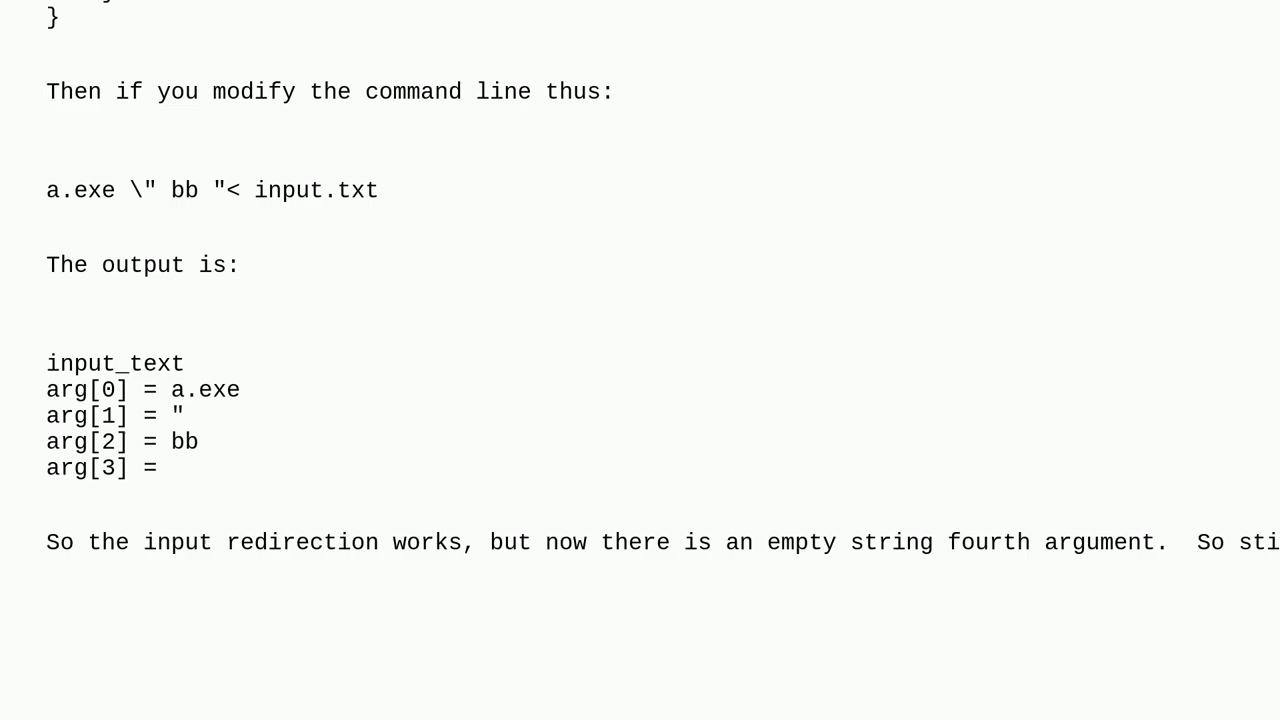 }
Then if you modify the command line thus:
a.exe \" bb "< input.txt
The output is:
input_text
arg[0] = a.exe
arg[1] = "
arg[2] = bb
arg[3] =
So the input redirection works, but now there is an empty string fourth argument.  So